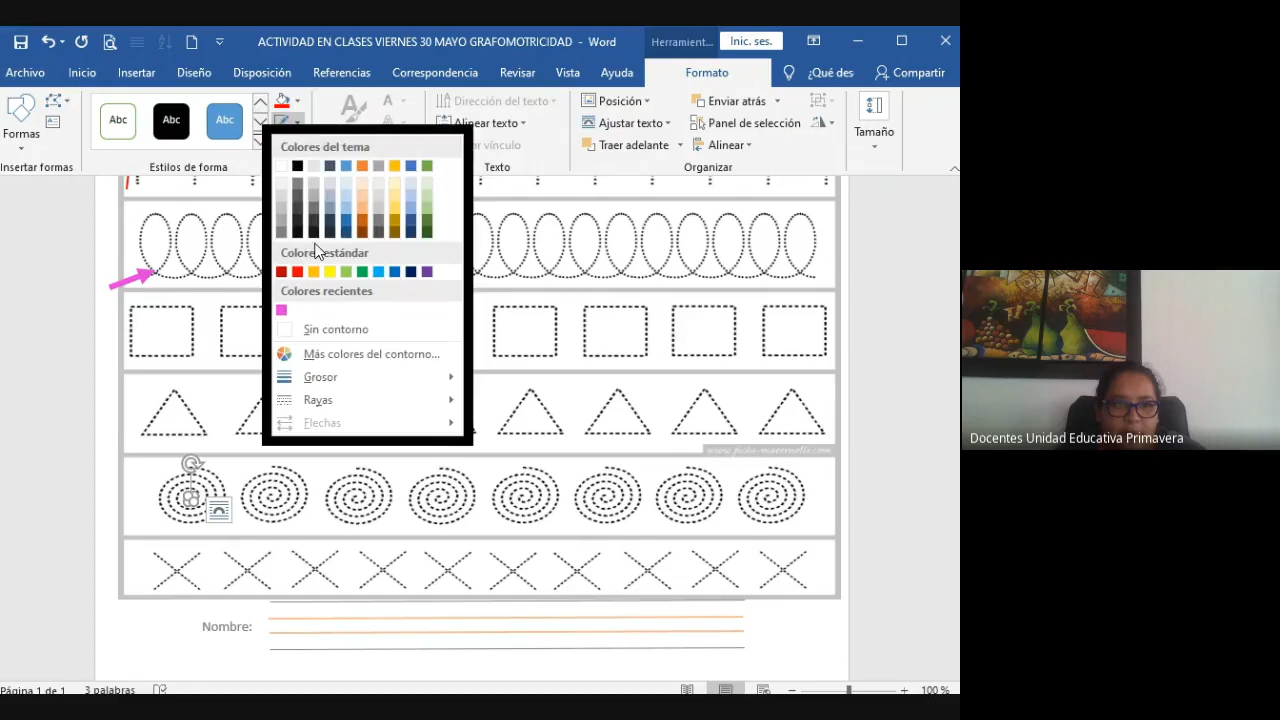 ACTIVIDAD EN CLASES VIERNES 30 MAYO GRAFOMOTRICIDAD - Word
Herramient...
Inic. ses.
Archivo Inicio Insertar Diseño Disposición Referencias Correspondencia Revisar Vista Ayuda Formato ¿Qué des Compartir
Formas
Abc Abc Abc
Dirección del texto
Alinear texto
ar vínculo
Posición
Ajustar texto
Traer adelante
Enviar atrás
Panel de selección
Alinear
Tamaño
Insertar formas
Estilos de forma
Texto
Organizar
Colores del tema
Colores estándar
Colores recientes
Sin contorno
Más colores del contorno...
Grosor
Rayas
Flechas
Nombre:
Página 1 de 1 3 palabras
100 %
Docentes Unidad Educativa Primavera